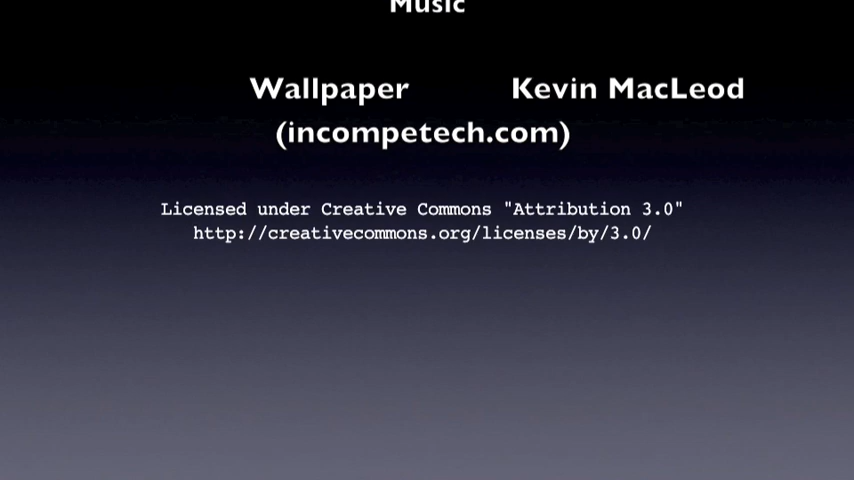 Music
Wallpaper Kevin MacLeod
(incompetech.com)
Licensed under Creative Commons "Attribution 3.0"
http://creativecommons.org/licenses/by/3.0/